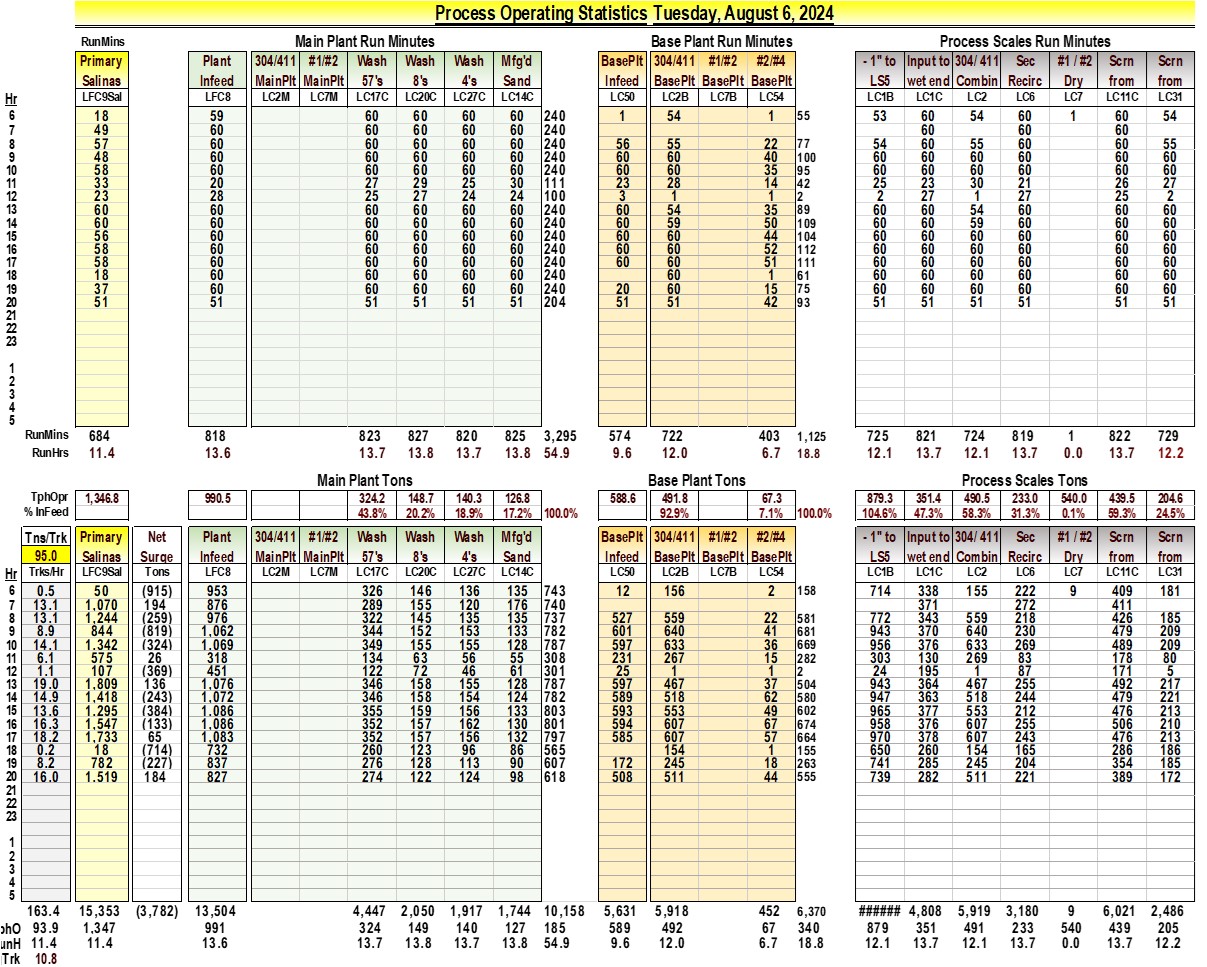 Process Operating Statistics Tuesday, August 6, 2024
RunMins Main Plant Run Minutes Base Plant Run Minutes Process Scales Run Minutes
Primary Plant 304/411 #1/#2 Wash Wash Wash Mfg'd BasePlt 304/411 #1/#2 #2/#4 - 1" to Input to 304/ 411 Sec #1 / #2 Scrn Scrn
Salinas Infeed MainPlt MainPlt 57's 8's 4's Sand Infeed BasePlt BasePlt BasePlt LS5 wet end Combin Recirc Dry from from
Hr LFC9Sal LFC8 LC2M LC7M LC17C LC20C LC27C LC14C LC50 LC2B LC7B LC54 LC1B LC1C LC2 LC6 LC7 LC11C LC31
6 18 59 60 60 60 60 240 1 54 1 55 53 60 54 60 1 60 54
7 49 60 60 60 60 60 240 60 60 60
8 57 60 60 60 60 60 240 56 55 22 77 54 60 55 60 60 55
9 48 60 60 60 60 60 240 60 60 40 100 60 60 60 60 60 60
10 58 60 60 60 60 60 240 60 60 35 95 60 60 60 60 60 60
11 33 20 27 29 25 30 111 23 28 14 42 25 23 30 21 26 27
12 23 28 25 27 24 24 100 3 1 1 2 2 27 1 27 25 2
13 60 60 60 60 60 60 240 60 54 35 89 60 60 54 60 60 60
14 60 60 60 60 60 60 240 60 59 50 109 60 60 59 60 60 60
15 56 60 60 60 60 60 240 60 60 44 104 60 60 60 60 60 60
16 58 60 60 60 60 60 240 60 60 52 112 60 60 60 60 60 60
17 58 60 60 60 60 60 240 60 60 51 111 60 60 60 60 60 60
18 18 60 60 60 60 60 240 60 1 61 60 60 60 60 60 60
19 37 60 60 60 60 60 240 20 60 15 75 60 60 60 60 60 60
20 51 51 51 51 51 51 204 51 51 42 93 51 51 51 51 51 51
21
22
23
1
2
3
4
5
RunMins 684 818 823 827 820 825 3,295 574 722 403 1,125 725 821 724 819 1 822 729
RunHrs 11.4 13.6 13.7 13.8 13.7 13.8 54.9 9.6 12.0 6.7 18.8 12.1 13.7 12.1 13.7 0.0 13.7 12.2
Main Plant Tons Base Plant Tons Process Scales Tons
TphOpr 1,346.8 990.5 324.2 148.7 140.3 126.8 588.6 491.8 67.3 879.3 351.4 490.5 233.0 540.0 439.5 204.6
% InFeed 43.8% 20.2% 18.9% 17.2% 100.0% 92.9% 7.1% 100.0% 104.6% 47.3% 58.3% 31.3% 0.1% 59.3% 24.5%
Tns/Trk Primary Net Plant 304/411 #1/#2 Wash Wash Wash Mfg'd BasePlt 304/411 #1/#2 #2/#4 - 1" to Input to 304/ 411 Sec #1 / #2 Scrn Scrn
95.0 Salinas Surge Infeed MainPlt MainPlt 57's 8's 4's Sand Infeed BasePlt BasePlt BasePlt LS5 wet end Combin Recirc Dry from from
Hr Trks/Hr LFC9Sal Tons LFC8 LC2M LC7M LC17C LC20C LC27C LC14C LC50 LC2B LC7B LC54 LC1B LC1C LC2 LC6 LC7 LC11C LC31
6 0.5 50 (915) 953 326 146 136 135 743 12 156 2 158 714 338 155 222 9 409 181
7 13.1 1,070 194 876 289 155 120 176 740 371 272 411
8 13.1 1,244 (259) 976 322 145 135 135 737 527 559 22 581 772 343 559 218 426 185
9 8.9 844 (819) 1,062 344 152 153 133 782 601 640 41 681 943 370 640 230 479 209
10 14.1 1,342 (324) 1,069 349 155 155 128 787 597 633 36 669 956 376 633 269 489 209
11 6.1 575 26 318 134 63 56 55 308 231 267 15 282 303 130 269 83 178 80
12 1.1 107 (369) 451 122 72 46 61 301 25 1 1 2 24 195 1 87 171 5
13 19.0 1,809 136 1,076 346 158 155 128 787 597 467 37 504 943 364 467 255 492 217
14 14.9 1,418 (243) 1,072 346 158 154 124 782 589 518 62 580 947 363 518 244 479 221
15 13.6 1,295 (384) 1,086 355 159 156 133 803 593 553 49 602 965 377 553 212 476 213
16 16.3 1,547 (133) 1,086 352 157 162 130 801 594 607 67 674 958 376 607 255 506 210
17 18.2 1,733 65 1,083 352 157 156 132 797 585 607 57 664 970 378 607 243 476 213
18 0.2 18 (714) 732 260 123 96 86 565 154 1 155 650 260 154 165 286 186
19 8.2 782 (227) 837 276 128 113 90 607 172 245 18 263 741 285 245 204 354 185
20 16.0 1,519 184 827 274 122 124 98 618 508 511 44 555 739 282 511 221 389 172
21
22
23
1
2
3
4
5
163.4 15,353 (3,782) 13,504 4,447 2,050 1,917 1,744 10,158 5,631 5,918 452 6,370 ###### 4,808 5,919 3,180 9 6,021 2,486
phO 93.9 1,347 991 324 149 140 127 185 589 492 67 340 879 351 491 233 540 439 205
unH 11.4 11.4 13.6 13.7 13.8 13.7 13.8 54.9 9.6 12.0 6.7 18.8 12.1 13.7 12.1 13.7 0.0 13.7 12.2
Trk 10.8